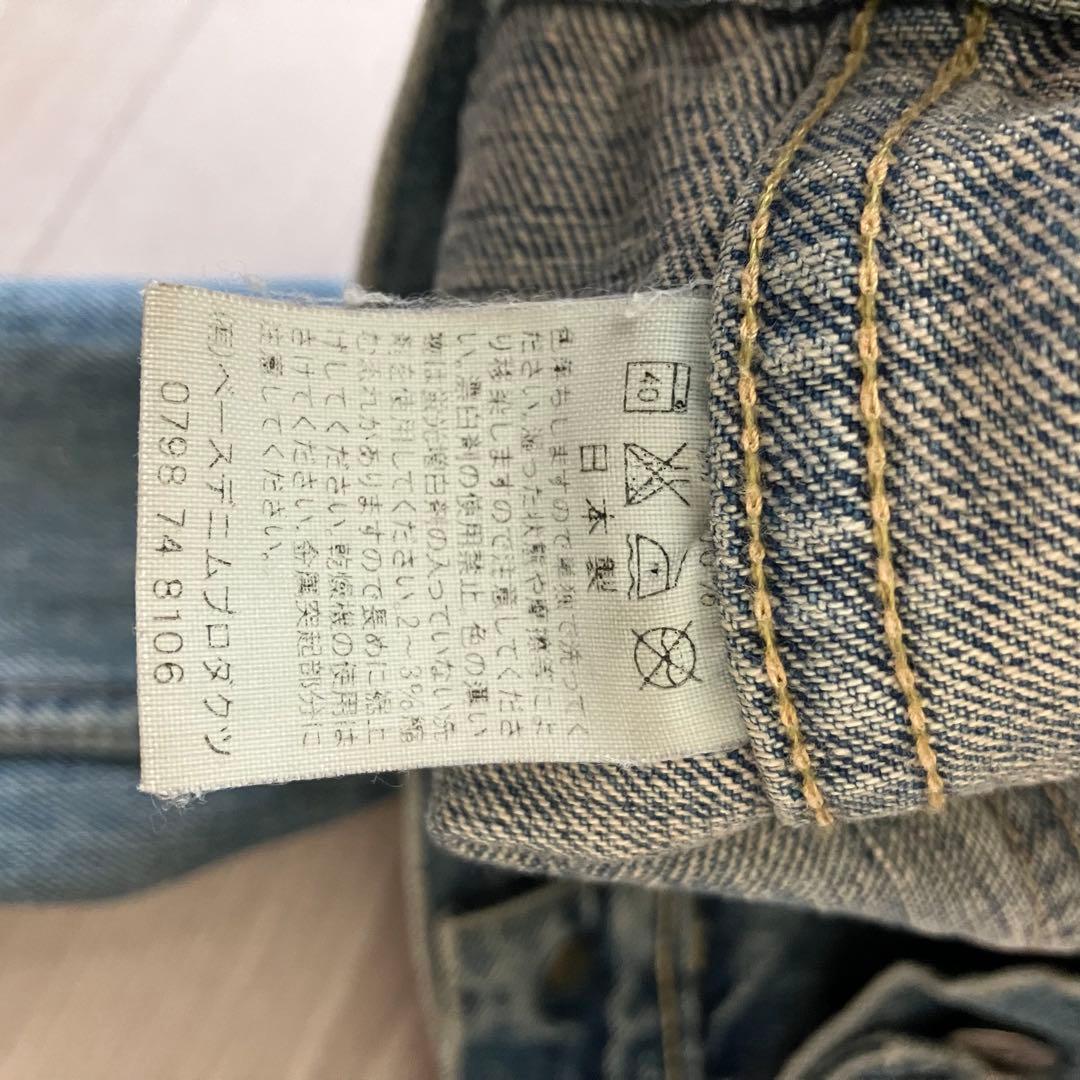 40
日本製
色落ちしますので単独で洗ってく
ださい。湿った状態や摩擦等によ
り移染しますので注意してくださ
い。漂白剤の使用禁止。色の濃い
物は蛍光増白剤の入っていない洗
剤を使用してください。2〜3%縮
む恐れがありますので長めに裾上
げしてください。乾燥機の使用は
さけてください。金属突起部分に
注意してください。
(有)ベースデニムプロダクツ
0798 74 8106